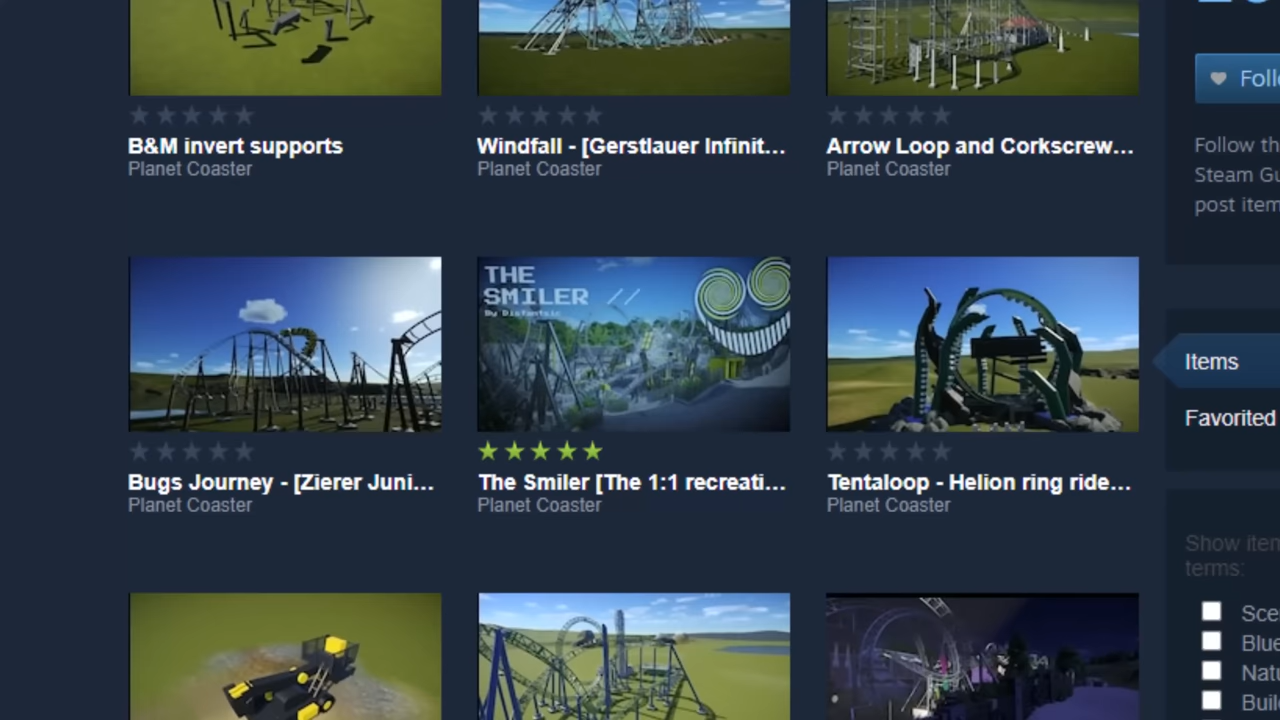 B&M invert supports
Planet Coaster
Windfall - [Gerstlauer Infinit...
Planet Coaster
Arrow Loop and Corkscrew...
Planet Coaster
THE
SMILER //
Bugs Journey - [Zierer Juni...
Planet Coaster
The Smiler [The 1:1 recreati...
Planet Coaster
Tentaloop - Helion ring ride...
Planet Coaster
Foll
Follow th
Steam Gu
post item
Items
Favorited
Show item
terms:
Sce
Blue
Natu
Buil